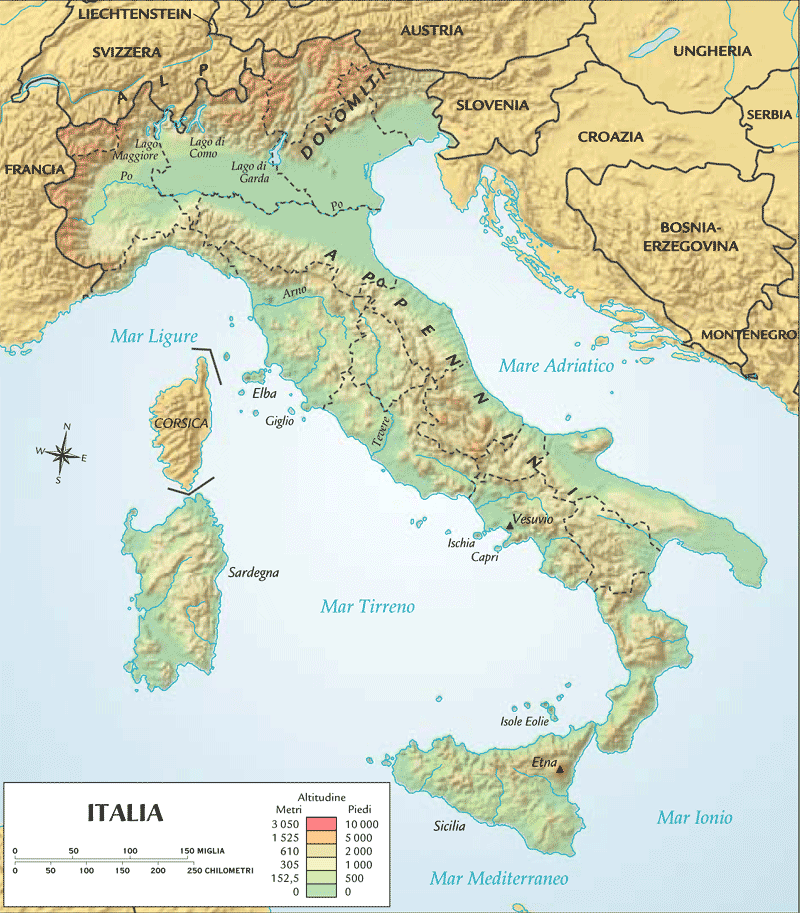 LIECHTENSTEIN
AUSTRIA
SVIZZERA
UNGHERIA
ALPI
DOLOMITI
SLOVENIA
SERBIA
CROAZIA
Lago
Maggiore
Lago di
Como
Lago di
Garda
FRANCIA
Po
Po
BOSNIA-
ERZEGOVINA
APPENNINI
Arno
Mar Ligure
MONTENEGRO
Mare Adriatico
Elba
Giglio
CORSICA
Tevere
N
W
E
S
Vesuvio
Ischia
Capri
Sardegna
Mar Tirreno
Isole Eolie
Etna
Sicilia
Mar Ionio
Mar Mediterraneo
ITALIA
0 50 100 150 MIGLIA
0 50 100 150 200 250 CHILOMETRI
Altitudine
Metri Piedi
3 050 10 000
1 525 5 000
610 2 000
305 1 000
152,5 500
0 0